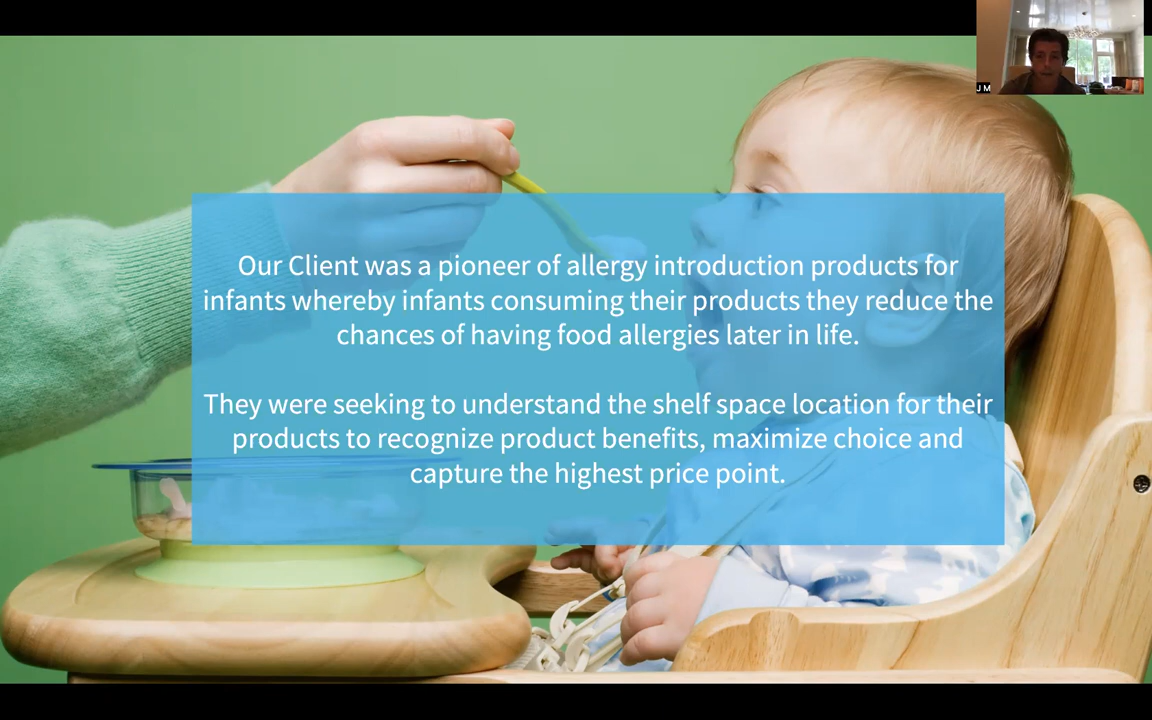 J M
Our Client was a pioneer of allergy introduction products for
infants whereby infants consuming their products they reduce the
chances of having food allergies later in life.
They were seeking to understand the shelf space location for their
products to recognize product benefits, maximize choice and
capture the highest price point.